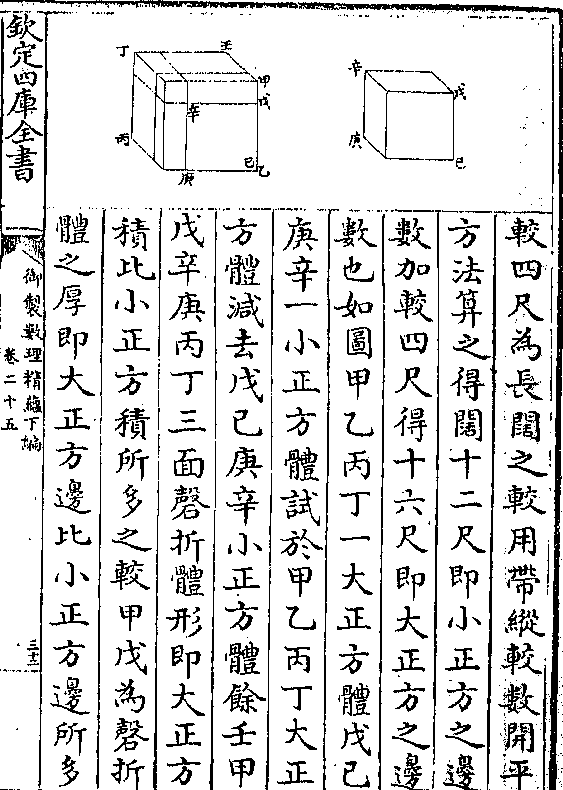 較四尺為長闊之較用帶縱較數開平
方法算之得闊十二尺即小正方之邊
數加較四尺得十六尺即大正方之邊
數也如圖甲乙丙丁一大正方體戊己
庚辛一小正方體試於甲乙丙丁大正
方體減去戊己庚辛小正方體餘壬甲
戊辛庚丙丁三面磬折體形即大正方
積比小正方積所多之較甲戊為磬折
體之厚即大正方邊比小正方邊所多
辛
戊
庚
己
丁
壬
甲
戊
辛
丙
庚
己
乙
欽定四庫全書
御製數理精蘊下編
卷二十五